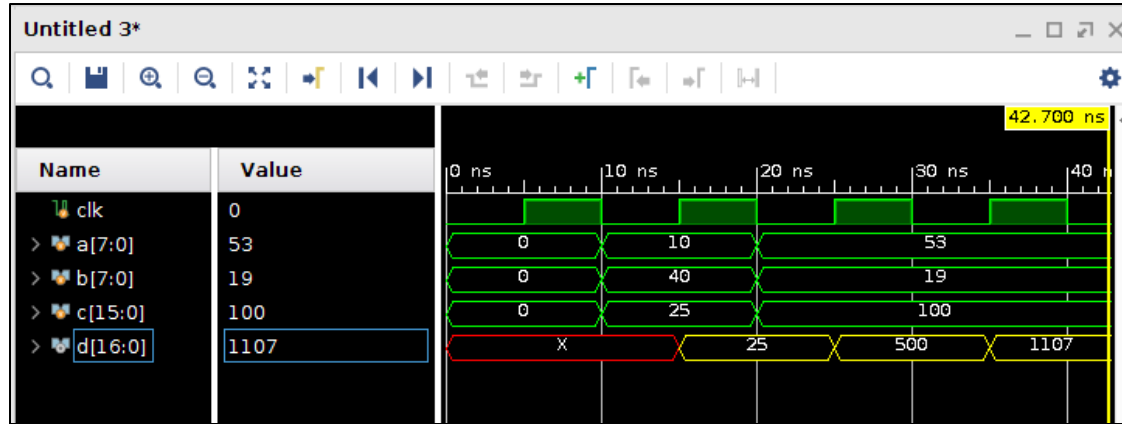 Untitled 3*
42.700 ns
Name Value
0 ns 10 ns 20 ns 30 ns 40 n
clk 0
a[7:0] 53 0 10 53
b[7:0] 19 0 40 19
c[15:0] 100 0 25 100
d[16:0] 1107 X 25 500 1107